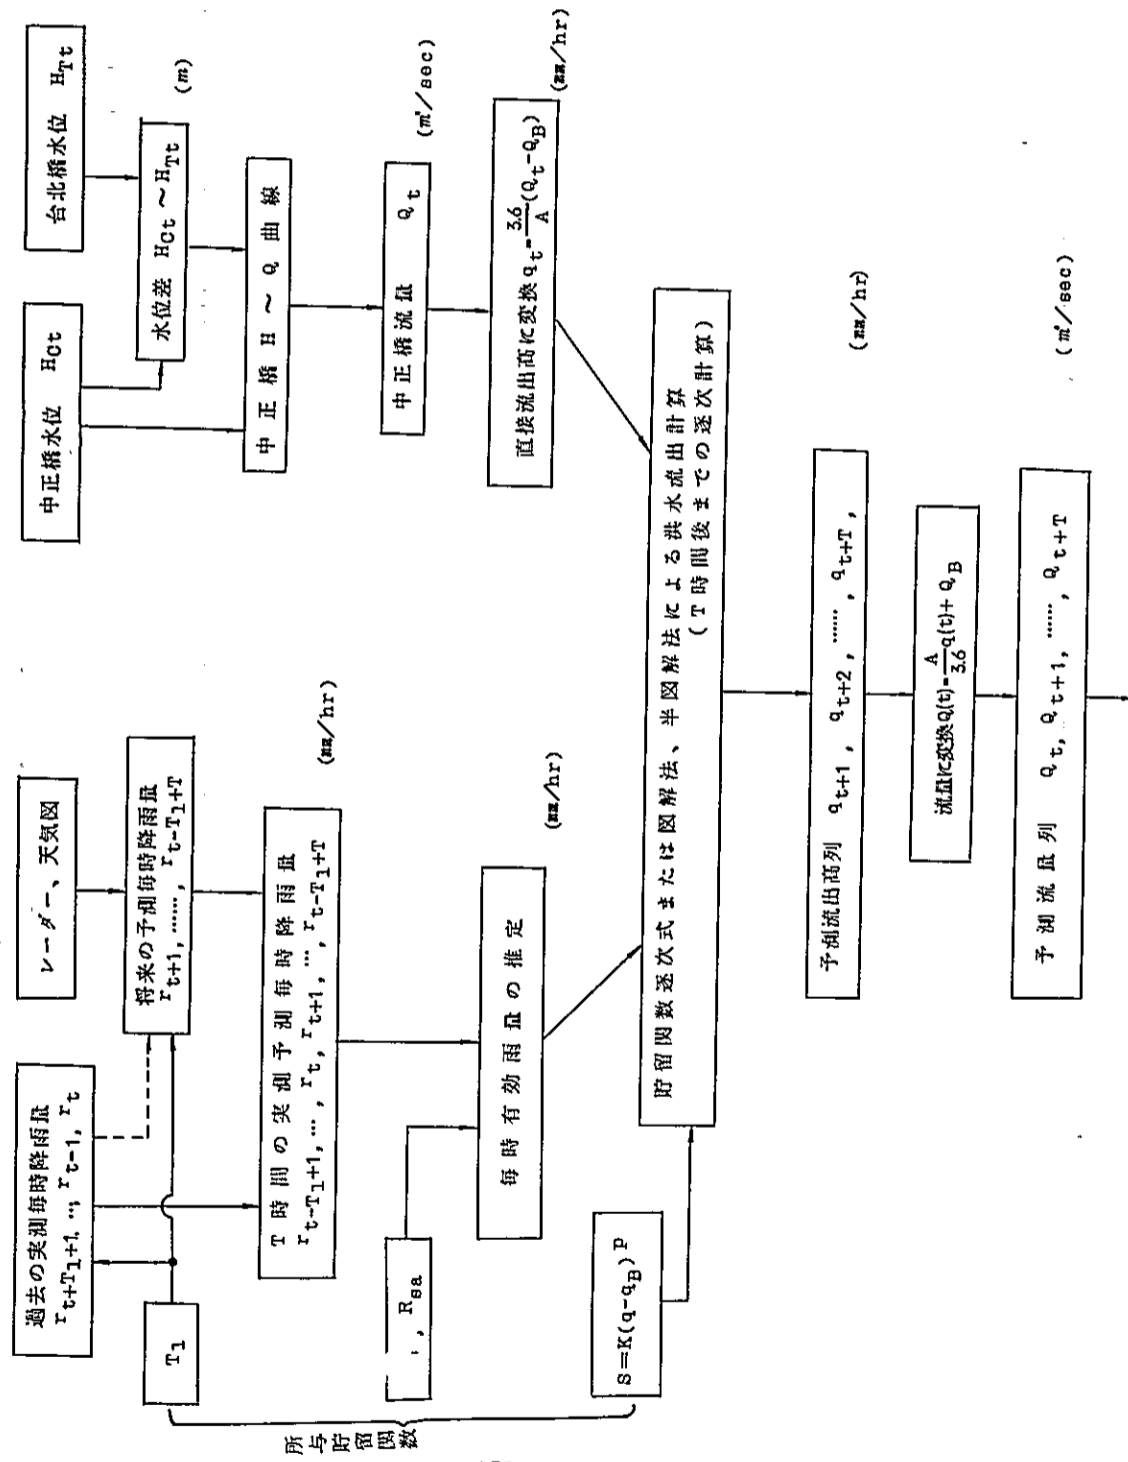 台北橋水位 H_Tt
中正橋水位 H_Ct
水位差 H_Ct ～ H_Tt
(m)
中正橋 H ～ Q 曲線
中正橋流量 Q_t
(m³/sec)
直接流出高に変換 q_t = 3.6/A (Q_t - Q_B)
(mm/hr)
レーダー、天気図
過去の実測毎時降雨量
r_t+T_1+1, …, r_t-1, r_t
将来の予測毎時降雨量
r_t+1, ……, r_t-T_1+T
T_1
T時間の実測予測毎時降雨量
r_t-T_1+1, …, r_t, r_t+1, … r_t-T_1+T
(mm/hr)
, R_sa
毎時有効雨量の推定
(mm/hr)
S=K(q-q_B)^P
所与貯留関数
貯留関数逐次式または図解法、半図解法による洪水流出計算
(T時間後までの逐次計算)
予測流出高列 q_t+1, q_t+2, ……, q_t+T,
(mm/hr)
流量に変換 Q(t) = A/3.6 q(t) + Q_B
予測流量列 Q_t, Q_t+1, ……, Q_t+T
(m³/sec)